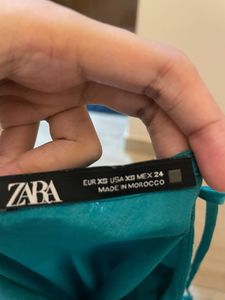 ZARA
EUR XS USA XS MEX 24
MADE IN MOROCCO